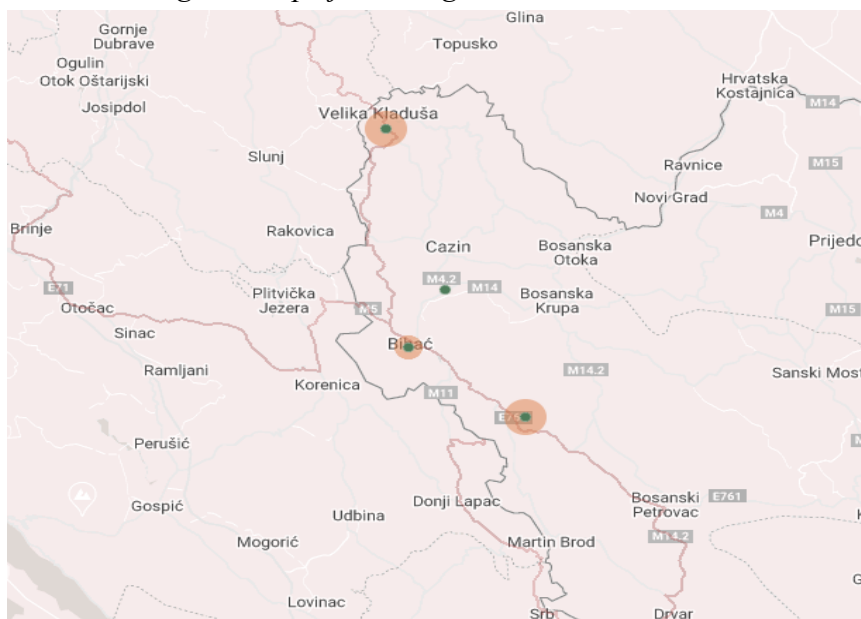 Glina
Gornje
Dubrave
Topusko
Ogulin
Otok Oštarijski
Hrvatska
Kostajnica
Josipdol
M14
Velika Kladuša
Slunj
Ravnice
M15
Novi Grad
M4
Brinje
Rakovica
Cazin
Bosanska
Otoka
Prijedo
M4.2
M14
E71
Plitvička
Jezera
Bosanska
Krupa
Otočac
M5
M15
Sinac
Bihać
Ramljani
M14.2
Sanski Most
Korenica
M11
Perušić
Donji Lapac
Bosanski
Petrovac
E761
Gospić
Udbina
Mogorić
Martin Brod
M14.2
Lovinac
Srb
Drvar